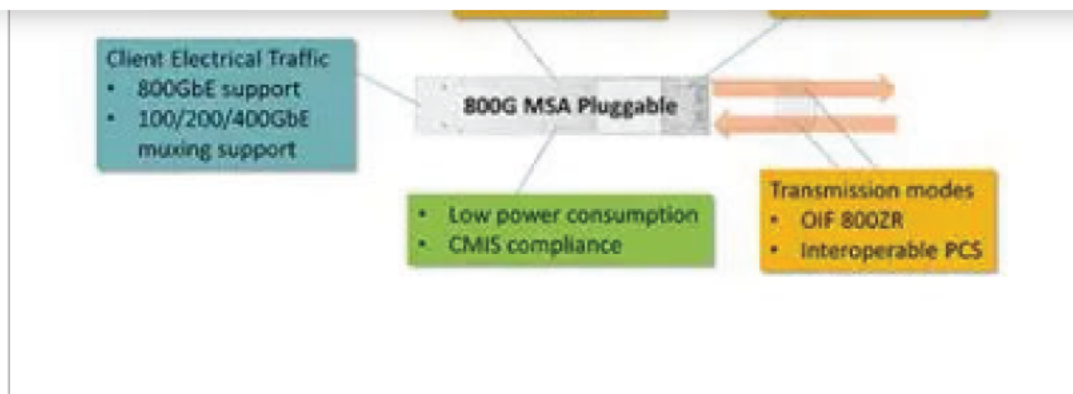 Client Electrical Traffic
• 800GbE support
• 100/200/400GbE
muxing support
800G MSA Pluggable
• Low power consumption
• CMIS compliance
Transmission modes
• OIF 800ZR
• Interoperable PCS